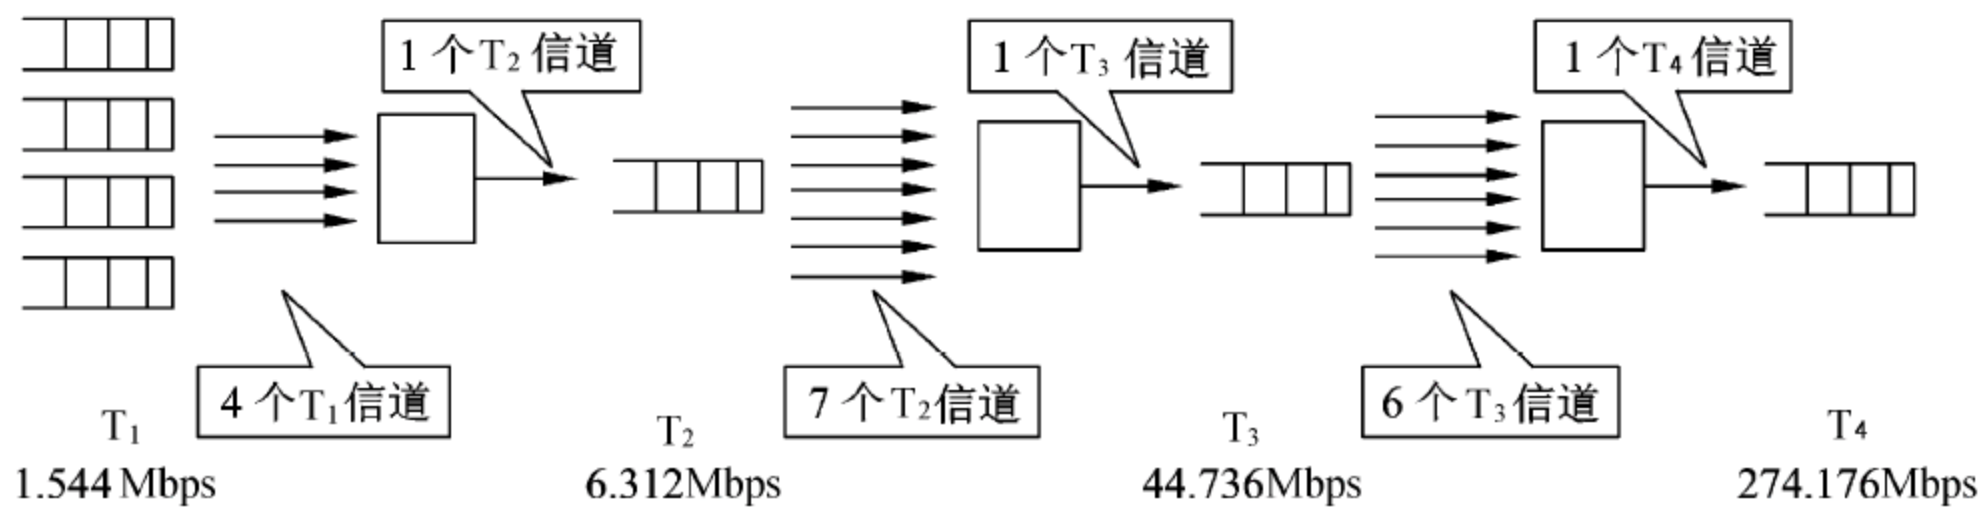 1 个T2 信道
1 个T3 信道
1 个T4 信道
4 个T1信道
7 个T2信道
6 个T3信道
T1
T2
T3
T4
1.544 Mbps
6.312Mbps
44.736Mbps
274.176Mbps